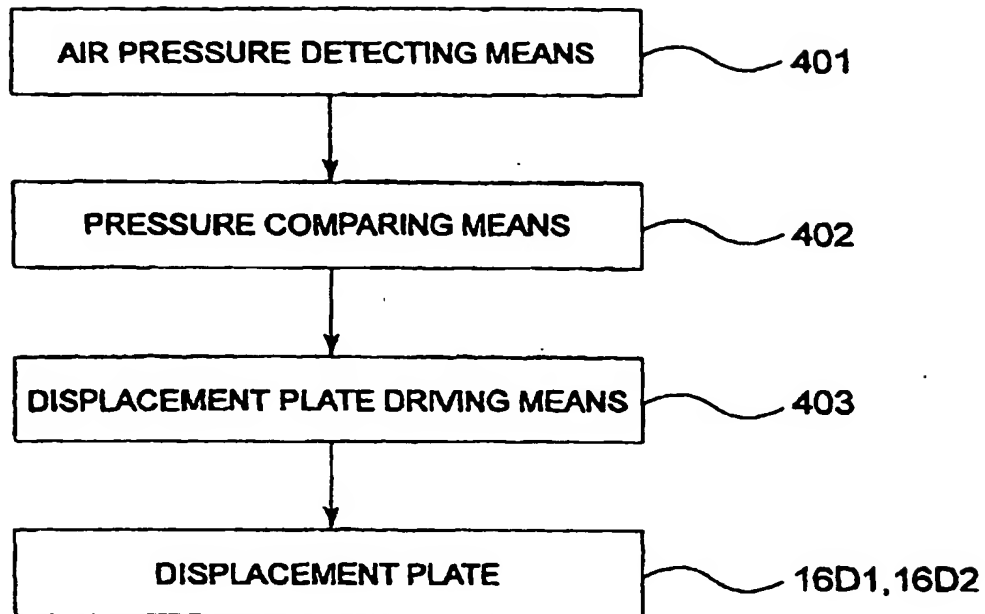 AIR PRESSURE DETECTING MEANS 401
PRESSURE COMPARING MEANS 402
DISPLACEMENT PLATE DRIVING MEANS 403
DISPLACEMENT PLATE 16D1, 16D2